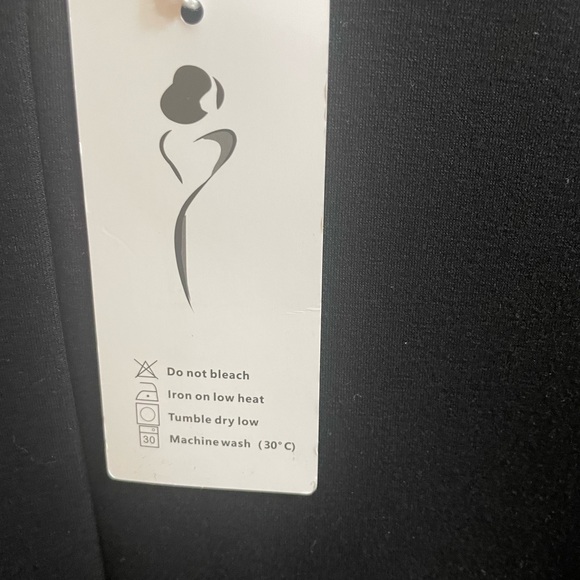 Do not bleach
Iron on low heat
Tumble dry low
30 Machine wash (30°C)